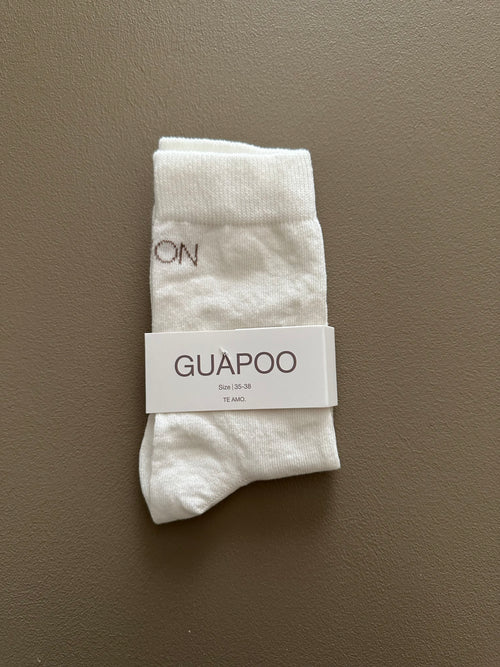 ON
GUAPOO
Size | 35-38
TE AMO.